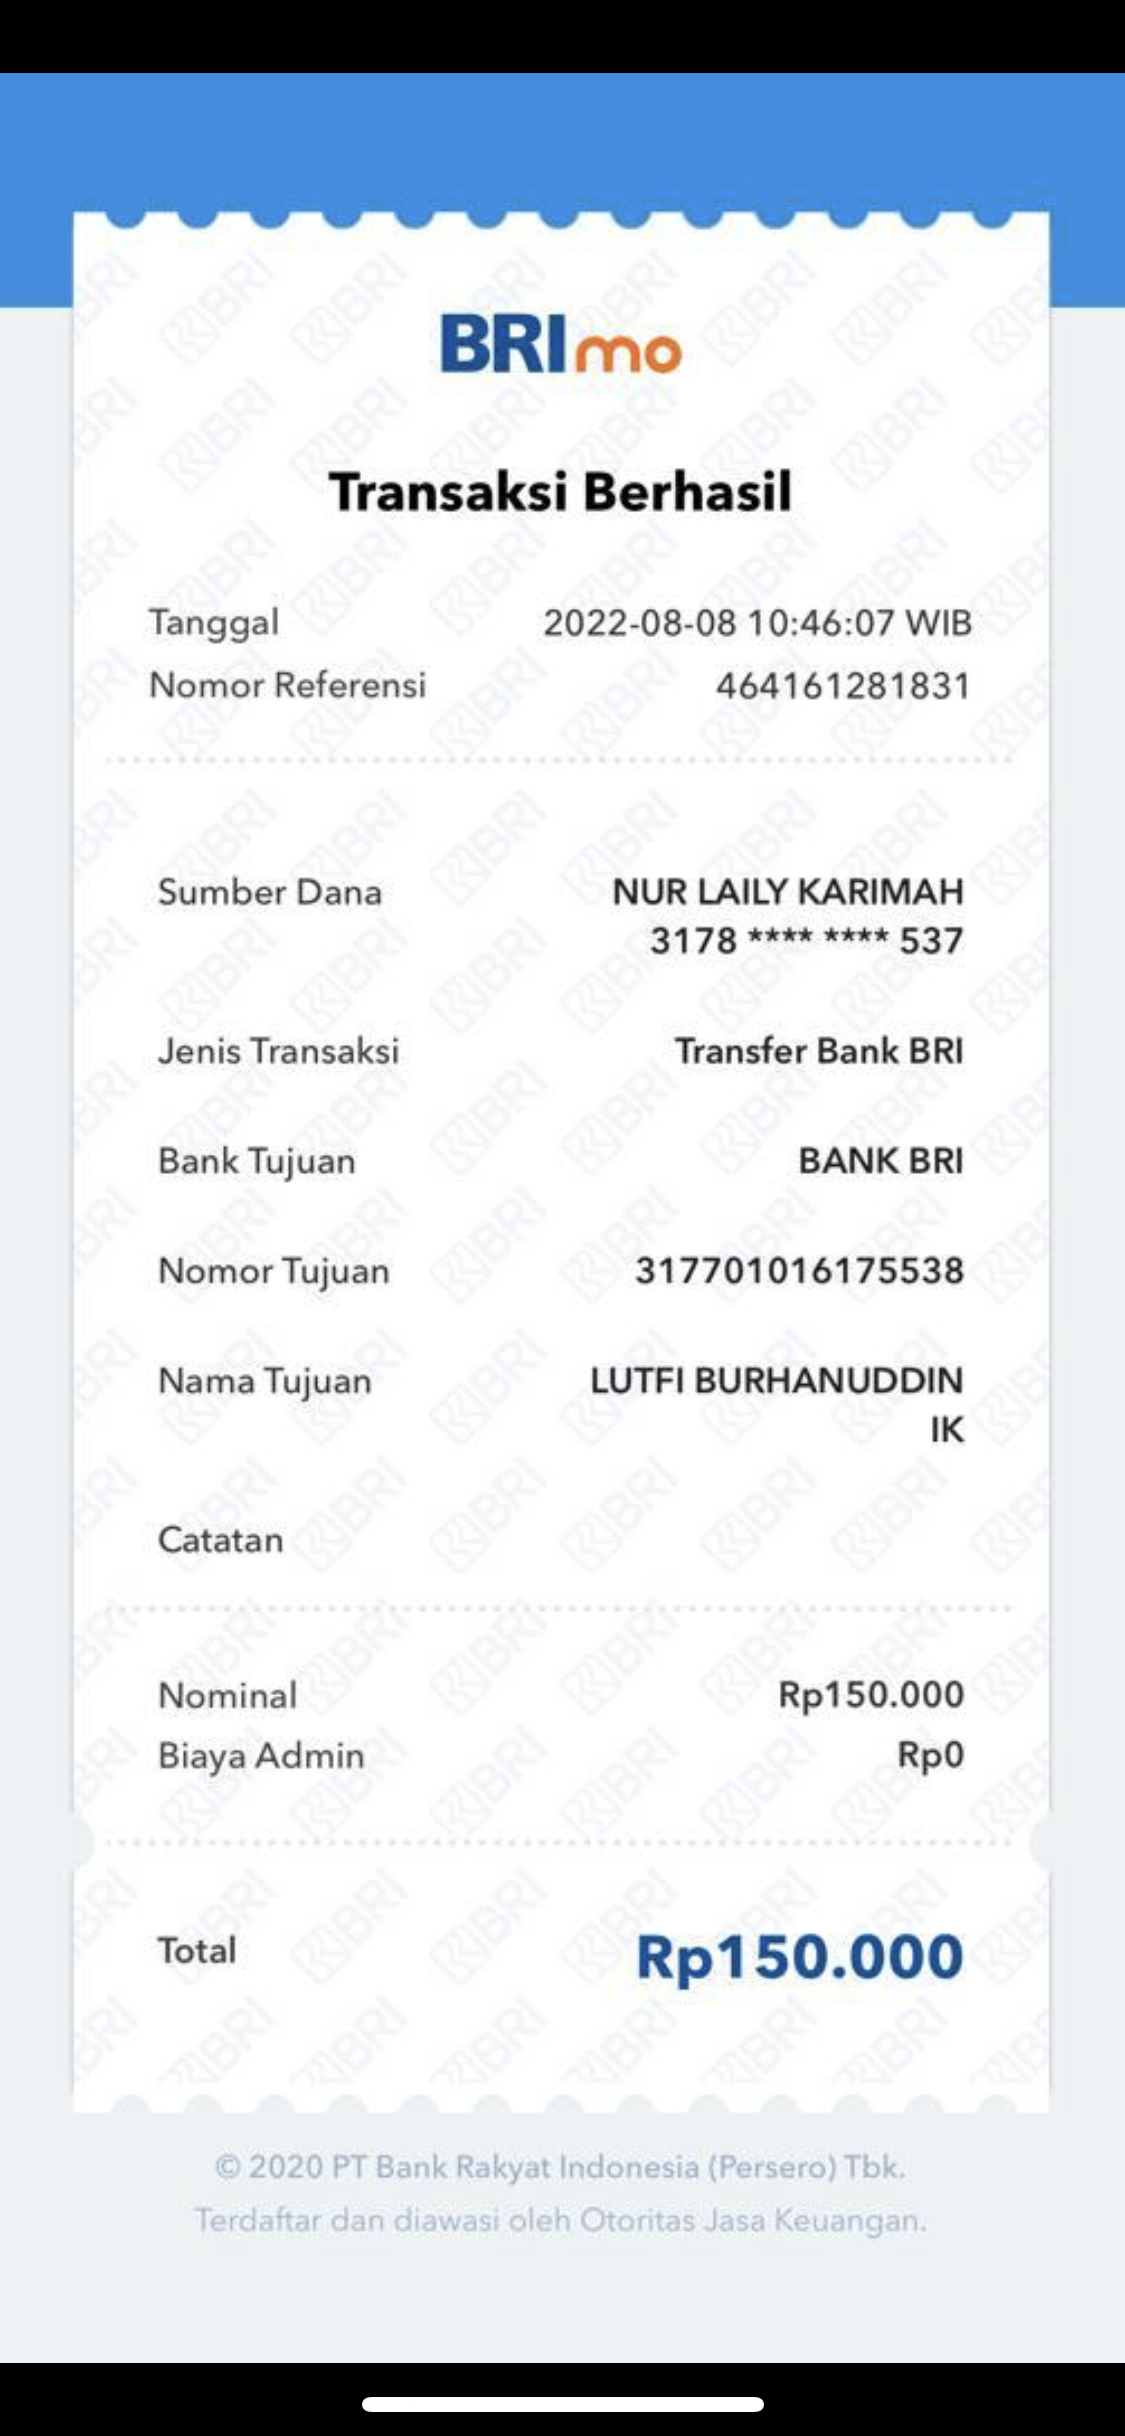 BRImo
Transaksi Berhasil
Tanggal 2022-08-08 10:46:07 WIB
Nomor Referensi 464161281831
Sumber Dana NUR LAILY KARIMAH
3178 **** **** 537
Jenis Transaksi Transfer Bank BRI
Bank Tujuan BANK BRI
Nomor Tujuan 317701016175538
Nama Tujuan LUTFI BURHANUDDIN
IK
Catatan
Nominal Rp150.000
Biaya Admin Rp0
Total Rp150.000
© 2020 PT Bank Rakyat Indonesia (Persero) Tbk.
Terdaftar dan diawasi oleh Otoritas Jasa Keuangan.